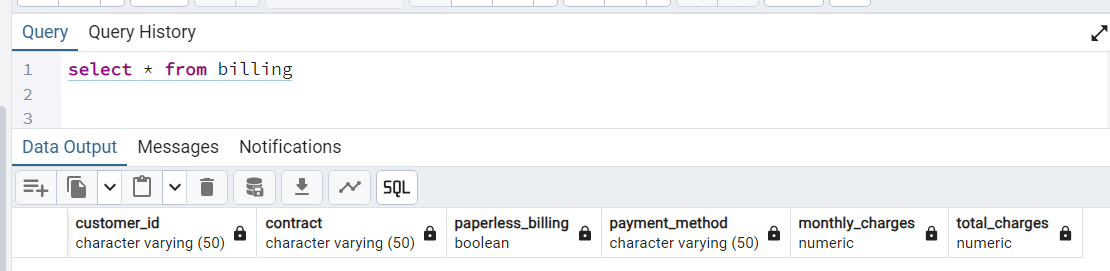 Query Query History
1 select * from billing
2
3
Data Output Messages Notifications
SQL
customer_id contract paperless_billing payment_method monthly_charges total_charges
character varying (50) character varying (50) boolean character varying (50) numeric numeric